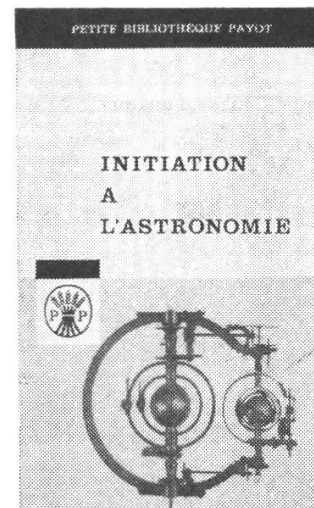 PETITE BIBLIOTHÈQUE PAYOT
INITIATION
A
L'ASTRONOMIE
P P